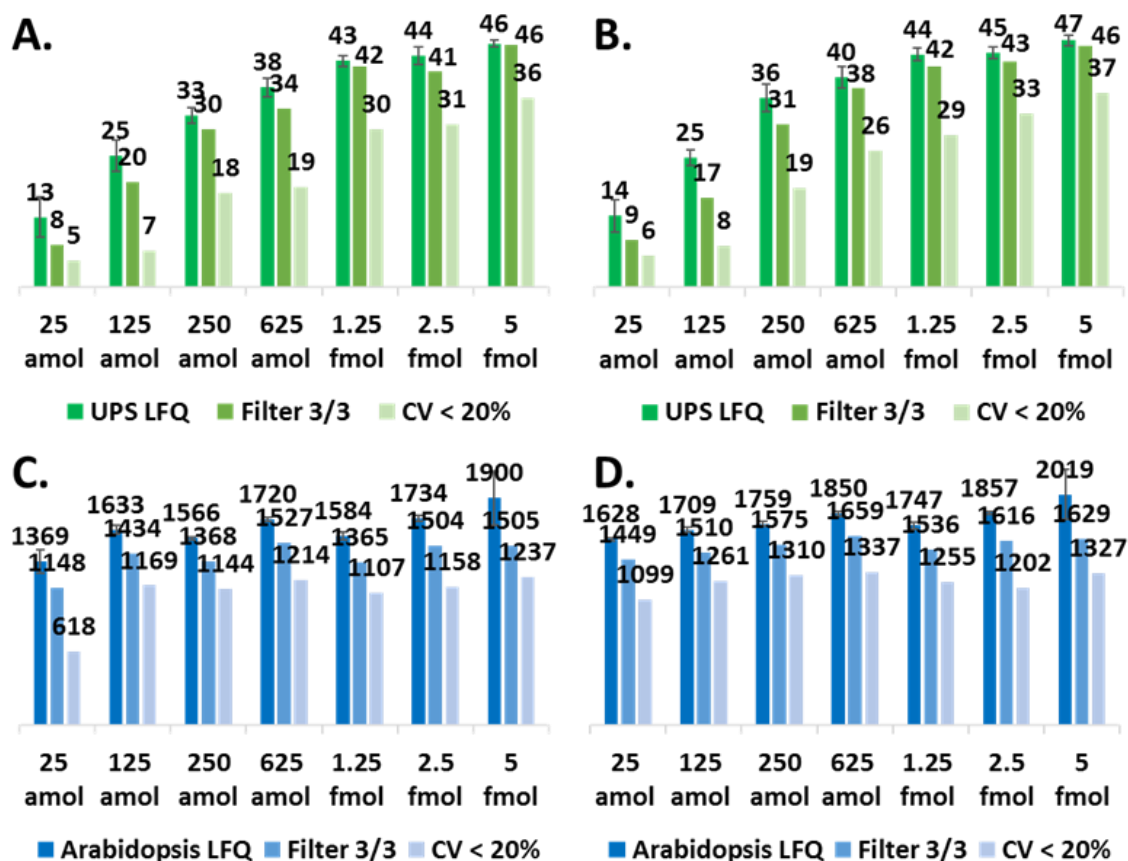 A.
13 8 5 25 20 7 33 30 18 38 34 19 43 42 30 44 41 31 46 46 36
25 125 250 625 1.25 2.5 5
amol amol amol amol fmol fmol fmol
UPS LFQ Filter 3/3 CV < 20%
B.
14 9 6 25 17 8 36 31 19 40 38 26 44 42 29 45 43 33 47 46 37
25 125 250 625 1.25 2.5 5
amol amol amol amol fmol fmol fmol
UPS LFQ Filter 3/3 CV < 20%
C.
1369 1148 618 1633 1434 1169 1566 1368 1144 1720 1527 1214 1584 1365 1107 1734 1504 1158 1900 1505 1237
25 125 250 625 1.25 2.5 5
amol amol amol amol fmol fmol fmol
Arabidopsis LFQ Filter 3/3 CV < 20%
D.
1628 1449 1099 1709 1510 1261 1759 1575 1310 1850 1659 1337 1747 1536 1255 1857 1616 1202 2019 1629 1327
25 125 250 625 1.25 2.5 5
amol amol amol amol fmol fmol fmol
Arabidopsis LFQ Filter 3/3 CV < 20%